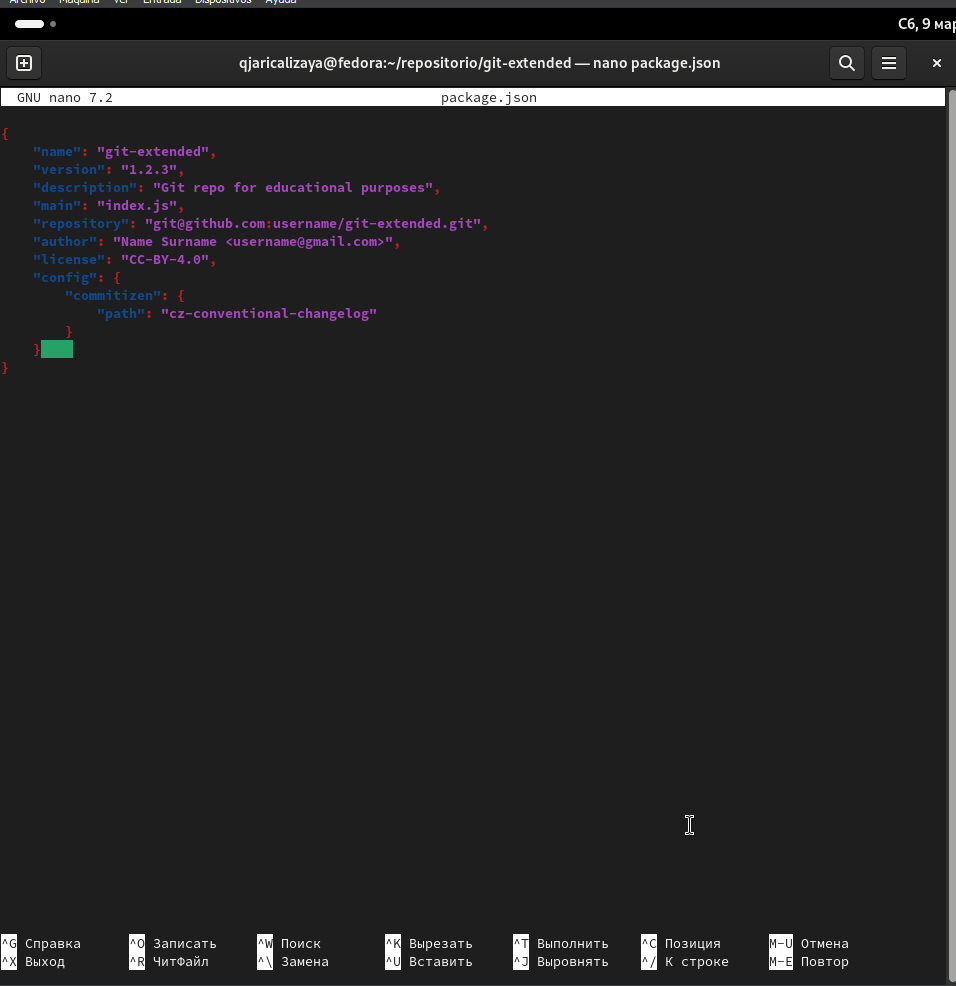 Archivo Máquina Ver Entrada Dispositivos Ayuda
Сб, 9 мар
qjaricalizaya@fedora:~/repositorio/git-extended — nano package.json
GNU nano 7.2 package.json
{
    "name": "git-extended",
    "version": "1.2.3",
    "description": "Git repo for educational purposes",
    "main": "index.js",
    "repository": "git@github.com:username/git-extended.git",
    "author": "Name Surname <username@gmail.com>",
    "license": "CC-BY-4.0",
    "config": {
        "commitizen": {
            "path": "cz-conventional-changelog"
        }
    }
}
^G Справка ^O Записать ^W Поиск ^K Вырезать ^T Выполнить ^C Позиция M-U Отмена
^X Выход ^R ЧитФайл ^\ Замена ^U Вставить ^J Выровнять ^/ К строке M-E Повтор